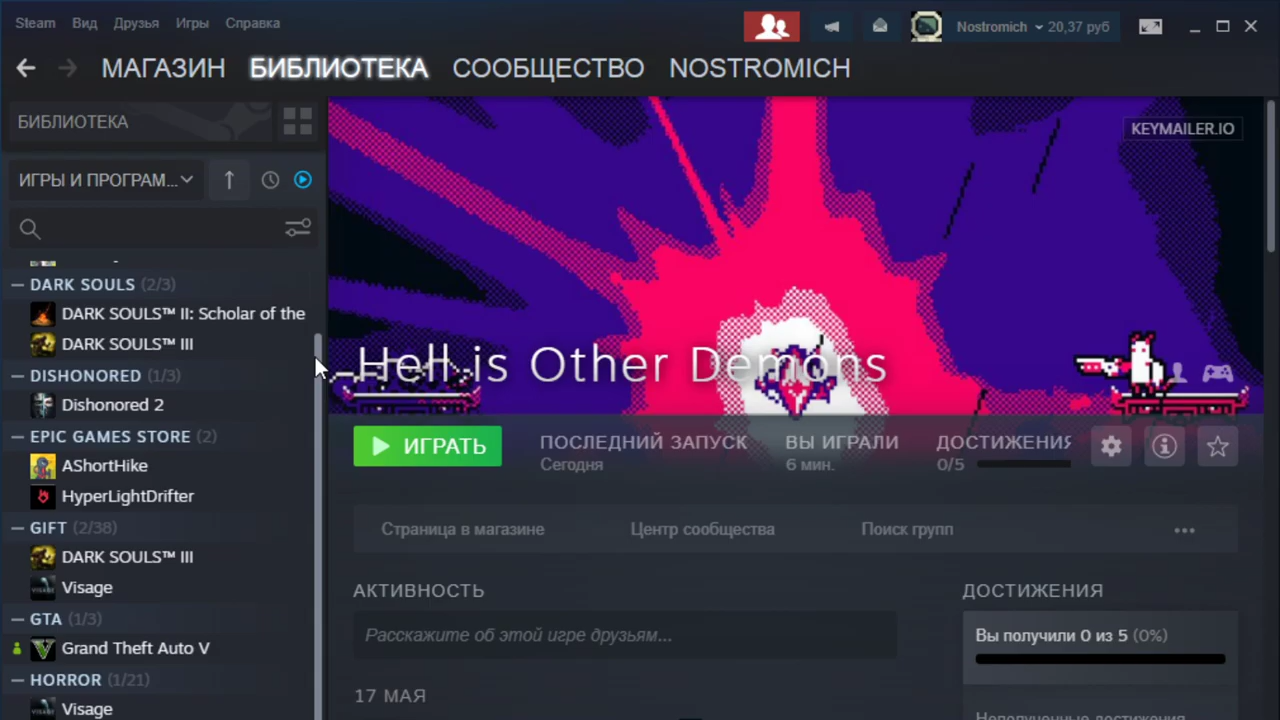 Steam Вид Друзья Игры Справка
Nostromich 20,37 руб
МАГАЗИН БИБЛИОТЕКА СООБЩЕСТВО NOSTROMICH
БИБЛИОТЕКА
KEYMAILER.IO
ИГРЫ И ПРОГРАМ...
DARK SOULS (2/3)
DARK SOULS™ II: Scholar of the
DARK SOULS™ III
DISHONORED (1/3)
Dishonored 2
EPIC GAMES STORE (2)
AShortHike
HyperLightDrifter
GIFT (2/38)
DARK SOULS™ III
Visage
GTA (1/3)
Grand Theft Auto V
HORROR (1/21)
Visage
Hell is Other Demons
ИГРАТЬ
ПОСЛЕДНИЙ ЗАПУСК
Сегодня
ВЫ ИГРАЛИ
6 мин.
ДОСТИЖЕНИЯ
0/5
Страница в магазине Центр сообщества Поиск групп ...
АКТИВНОСТЬ
Расскажите об этой игре друзьям...
17 МАЯ
ДОСТИЖЕНИЯ
Вы получили 0 из 5 (0%)
Неполученные достижения